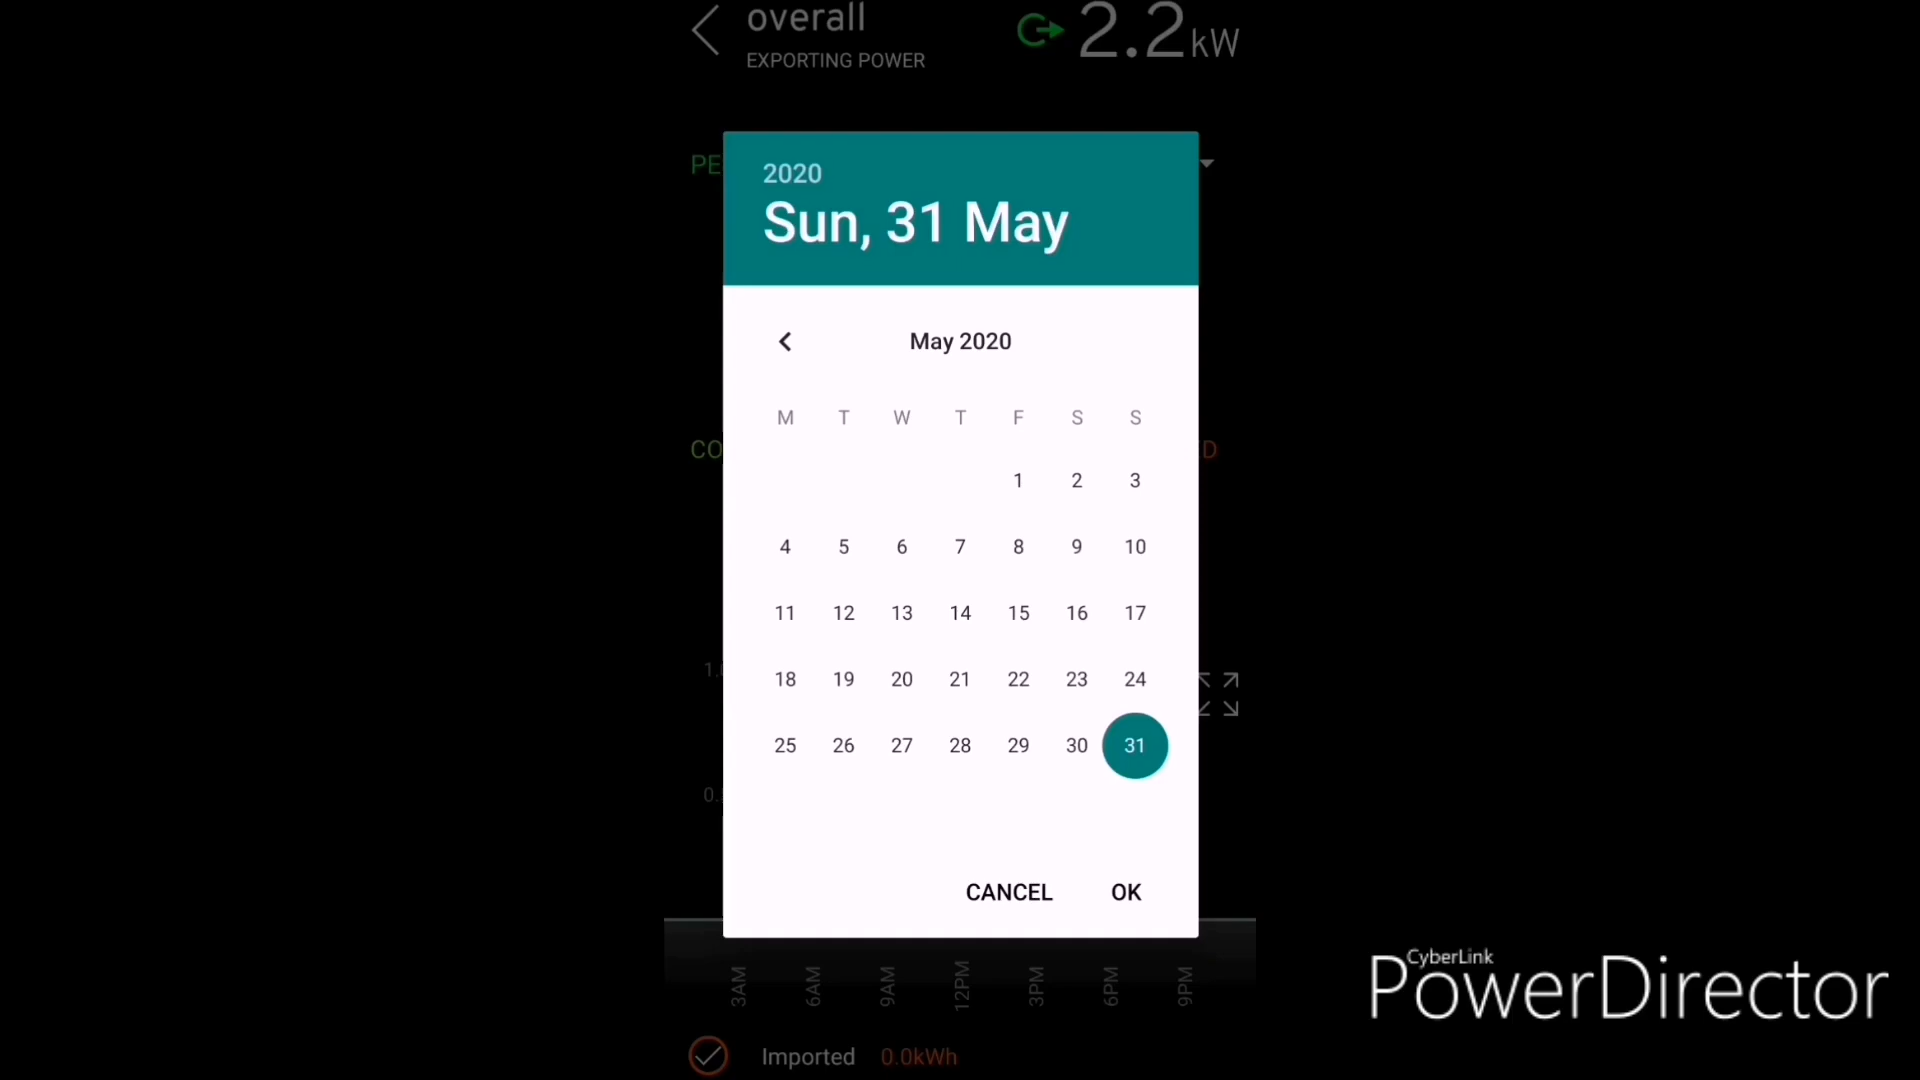 overall
2.2kW
EXPORTING POWER
PE
2020
Sun, 31 May
May 2020
M T W T F S S
1 2 3
CO
D
4 5 6 7 8 9 10
11 12 13 14 15 16 17
18 19 20 21 22 23 24
25 26 27 28 29 30 31
CANCEL OK
3AM 6AM 9AM 12PM 3PM 6PM 9PM
Imported 0.0kWh
CyberLink
PowerDirector